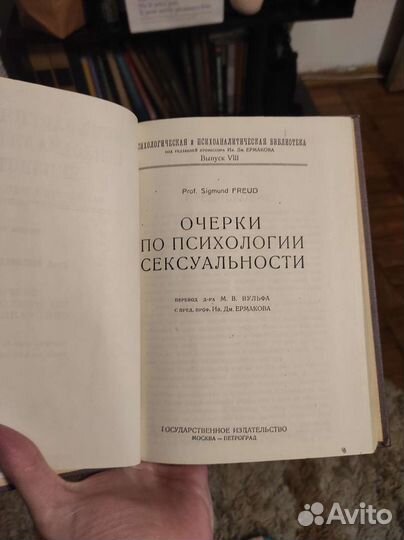 ПСИХОЛОГИЧЕСКАЯ и ПСИХОАНАЛИТИЧЕСКАЯ БИБЛИОТЕКА
ПОД РЕДАКЦИЕЙ ПРОФЕССОРА Ив. Дм. ЕРМАКОВА
Выпуск VIII
Prof. Sigmund FREUD
ОЧЕРКИ
ПО ПСИХОЛОГИИ
СЕКСУАЛЬНОСТИ
ПЕРЕВОД Д-РА М. В. ВУЛЬФА
С ПРЕД. ПРОФ. Ив. Дм. ЕРМАКОВА
ГОСУДАРСТВЕННОЕ ИЗДАТЕЛЬСТВО
МОСКВА — ПЕТРОГРАД
Avito